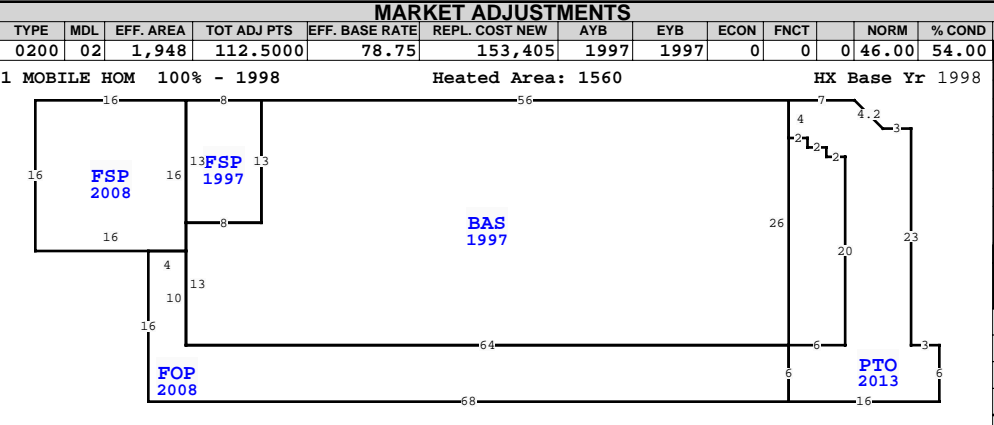 MARKET ADJUSTMENTS
TYPE MDL EFF. AREA TOT ADJ PTS EFF. BASE RATE REPL. COST NEW AYB EYB ECON FNCT NORM % COND
0200 02 1,948 112.5000 78.75 153,405 1997 1997 0 0 0 46.00 54.00
1 MOBILE HOM 100% - 1998 Heated Area: 1560 HX Base Yr 1998
16 8 56 7
4 4.2 3
2 2 2
16 FSP 2008 16 13 FSP 1997 13
8
16
BAS
1997
26 20 23
4
10 13
16
64 6 3
FOP
2008
6 PTO 2013 6
68 16